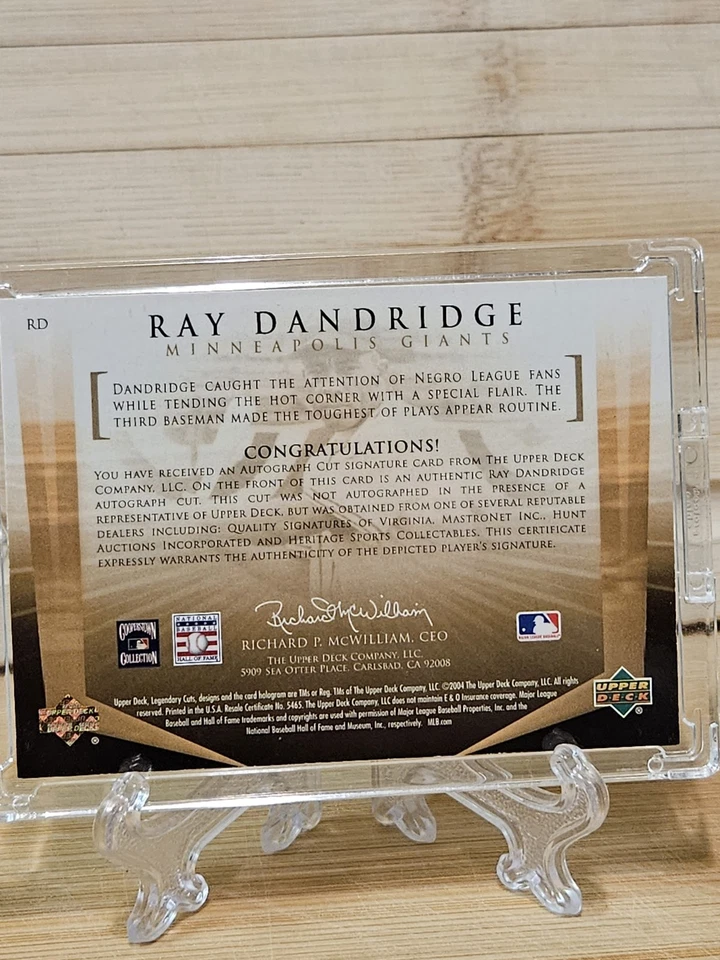 RD
RAY DANDRIDGE
MINNEAPOLIS GIANTS
DANDRIDGE CAUGHT THE ATTENTION OF NEGRO LEAGUE FANS
WHILE TENDING THE HOT CORNER WITH A SPECIAL FLAIR. THE
THIRD BASEMAN MADE THE TOUGHEST OF PLAYS APPEAR ROUTINE.
CONGRATULATIONS!
YOU HAVE RECEIVED AN AUTOGRAPH CUT SIGNATURE CARD FROM THE UPPER DECK
COMPANY, LLC. ON THE FRONT OF THIS CARD IS AN AUTHENTIC RAY DANDRIDGE
AUTOGRAPH CUT. THIS CUT WAS NOT AUTOGRAPHED IN THE PRESENCE OF A
REPRESENTATIVE OF UPPER DECK, BUT WAS OBTAINED FROM ONE OF SEVERAL REPUTABLE
DEALERS INCLUDING: QUALITY SIGNATURES OF VIRGINIA, MASTRONET INC., HUNT
AUCTIONS INCORPORATED AND HERITAGE SPORTS COLLECTABLES. THIS CERTIFICATE
EXPRESSLY WARRANTS THE AUTHENTICITY OF THE DEPICTED PLAYER'S SIGNATURE.
Richard McWilliam
RICHARD P. MCWILLIAM, CEO
THE UPPER DECK COMPANY, LLC.
5909 SEA OTTER PLACE, CARLSBAD, CA 92008
COOPERSTOWN
COLLECTION
NATIONAL
BASEBALL
HALL OF FAME
MAJOR LEAGUE BASEBALL
Upper Deck, Legendary Cuts, designs and the card hologram are TMs or Reg. TMs of The Upper Deck Company, LLC. ©2004 The Upper Deck Company, LLC. All rights
reserved. Printed in the U.S.A. Resale Certificate No. 5465. The Upper Deck Company, LLC does not maintain E & O Insurance coverage. Major League
Baseball and Hall of Fame trademarks and copyrights are used with permission of Major League Baseball Properties, Inc. and the
National Baseball Hall of Fame and Museum, Inc., respectively. MLB.com
UPPER DECK
UPPER DECK
®
UPPER
DECK
®